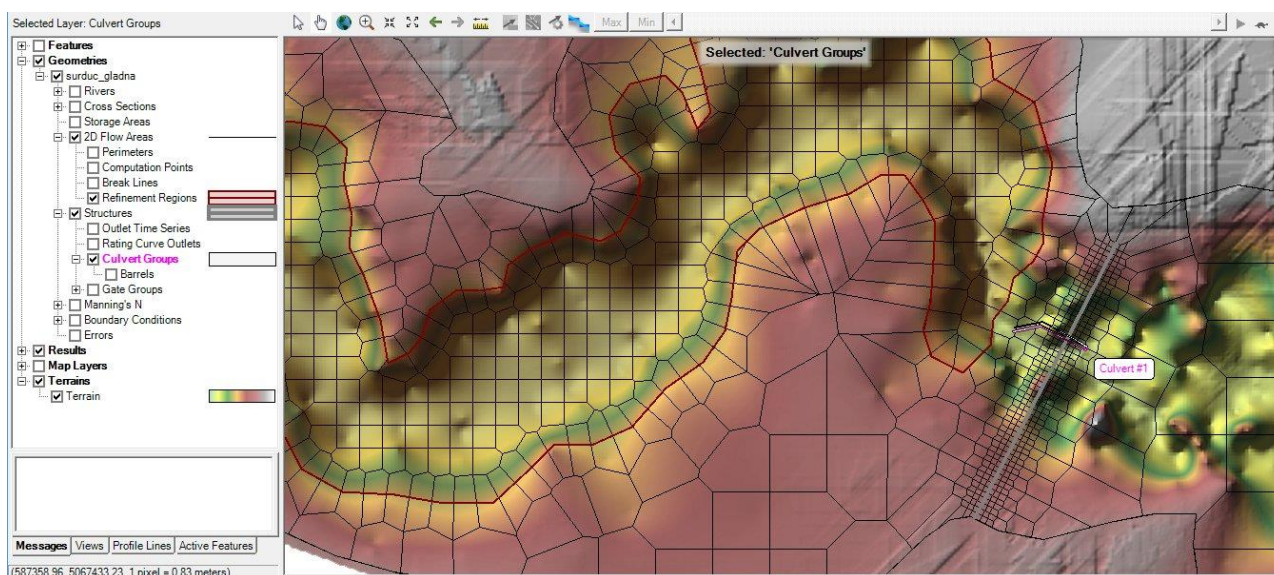 Selected Layer: Culvert Groups
Max Min
Features
Geometries
surduc_gladna
Rivers
Cross Sections
Storage Areas
2D Flow Areas
Perimeters
Computation Points
Break Lines
Refinement Regions
Structures
Outlet Time Series
Rating Curve Outlets
Culvert Groups
Barrels
Gate Groups
Manning's N
Boundary Conditions
Errors
Results
Map Layers
Terrains
Terrain
Selected: 'Culvert Groups'
Culvert #1
Messages Views Profile Lines Active Features
(587358.96, 5067433.23 1 pixel = 0.83 meters)